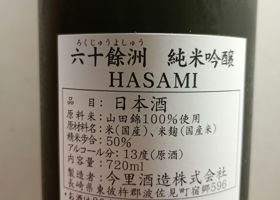 ろくじゅうよしゅう
六十餘洲 純米吟醸
HASAMI
品目：日本酒
原料米：山田錦100%使用
原材料名：米(国産)、米麹(国産米)
精米歩合：50%
アルコール分：13度(原酒)
内容量：720ml
製造者：今里酒造株式会社
長崎県東彼杵郡波佐見町宿郷596